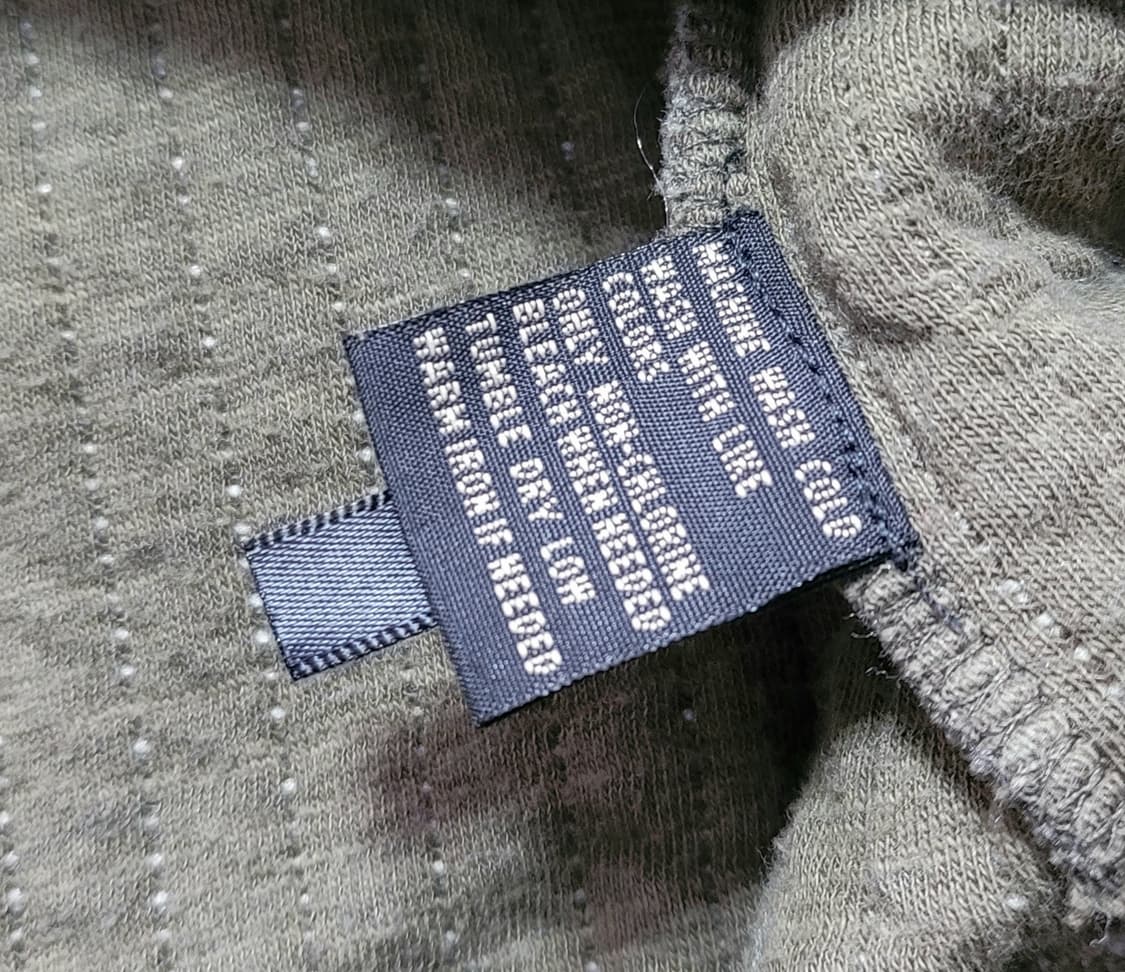 MACHINE WASH COLD
WASH WITH LIKE
COLORS
ONLY NON-CHLORINE
BLEACH WHEN NEEDED
TUMBLE DRY LOW
WARM IRON IF NEEDED